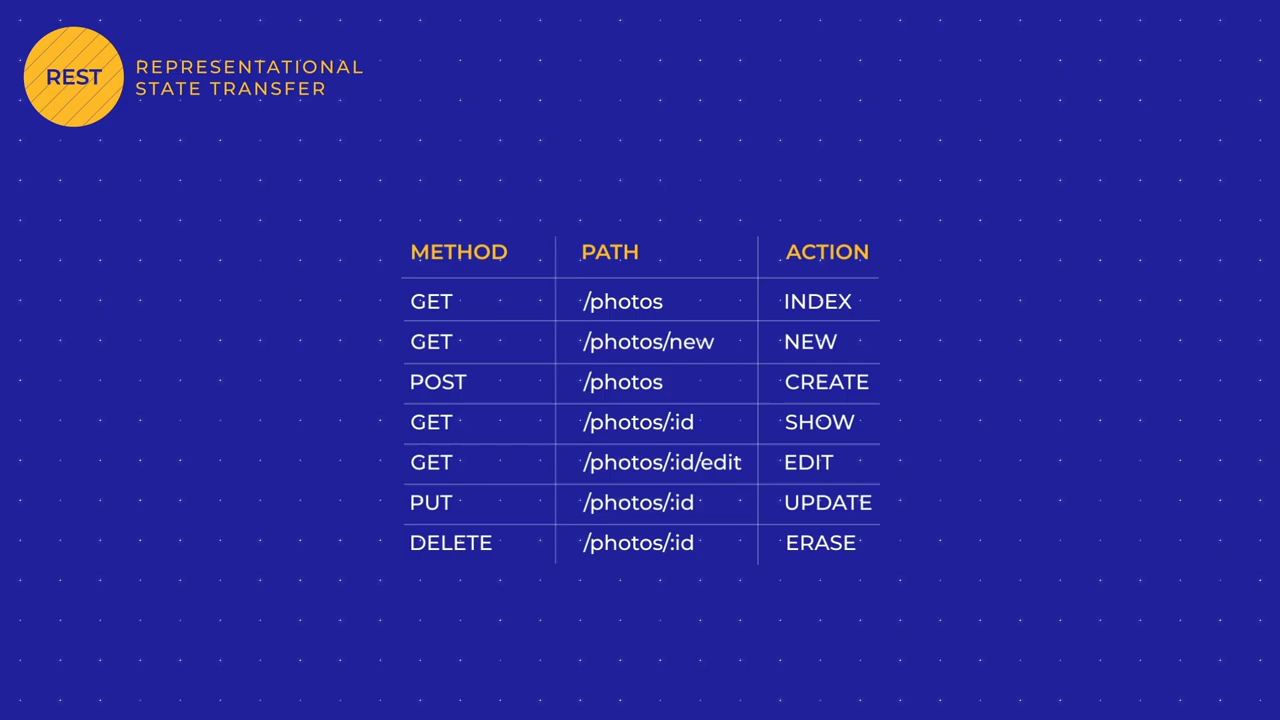 REST
REPRESENTATIONAL
STATE TRANSFER
METHOD PATH ACTION
GET /photos INDEX
GET /photos/new NEW
POST /photos CREATE
GET /photos/:id SHOW
GET /photos/:id/edit EDIT
PUT /photos/:id UPDATE
DELETE /photos/:id ERASE